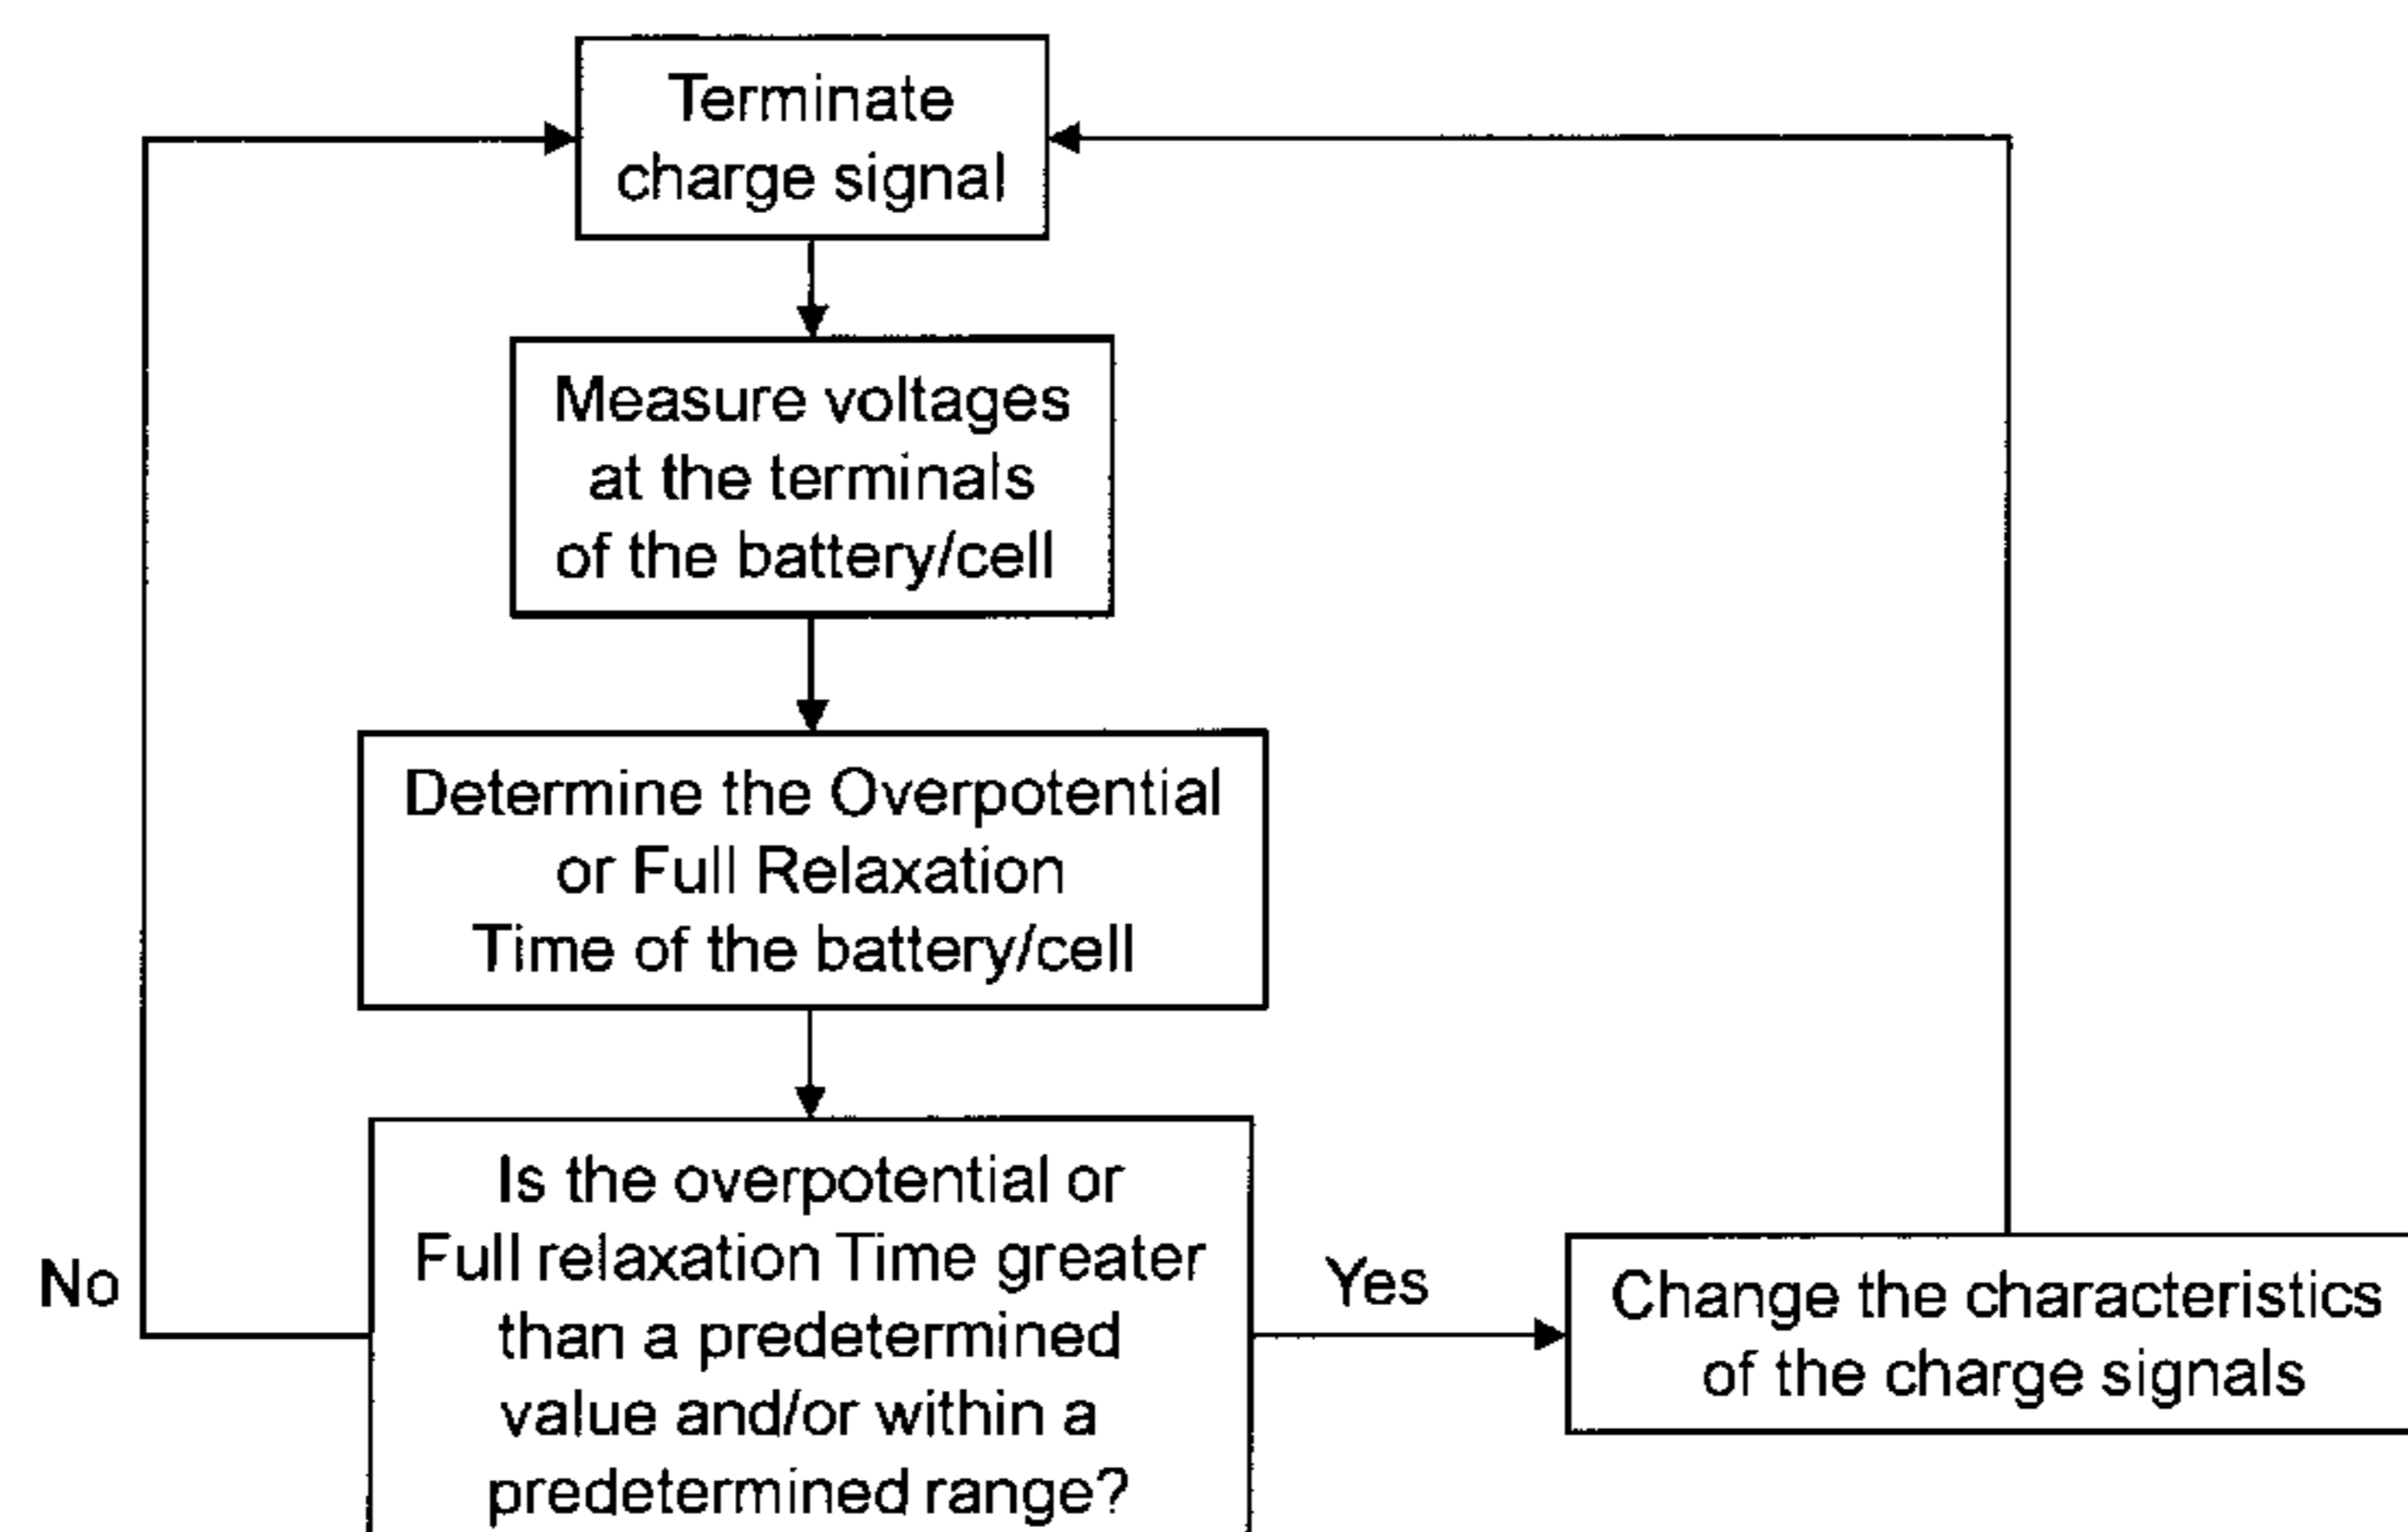 Terminate
charge signal
Measure voltages
at the terminals
of the battery/cell
Determine the Overpotential
or Full Relaxation
Time of the battery/cell
Is the overpotential or
Full relaxation Time greater
than a predetermined
value and/or within a
predetermined range?
No
Yes
Change the characteristics
of the charge signals